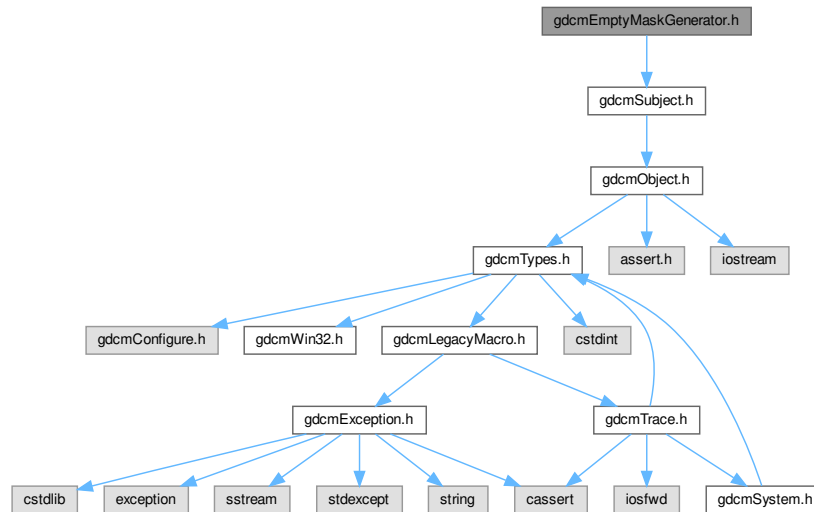 gdcmEmptyMaskGenerator.h
gdcmSubject.h
gdcmObject.h
gdcmTypes.h
assert.h
iostream
gdcmConfigure.h
gdcmWin32.h
gdcmLegacyMacro.h
cstdint
gdcmException.h
gdcmTrace.h
cstdlib
exception
sstream
stdexcept
string
cassert
iosfwd
gdcmSystem.h